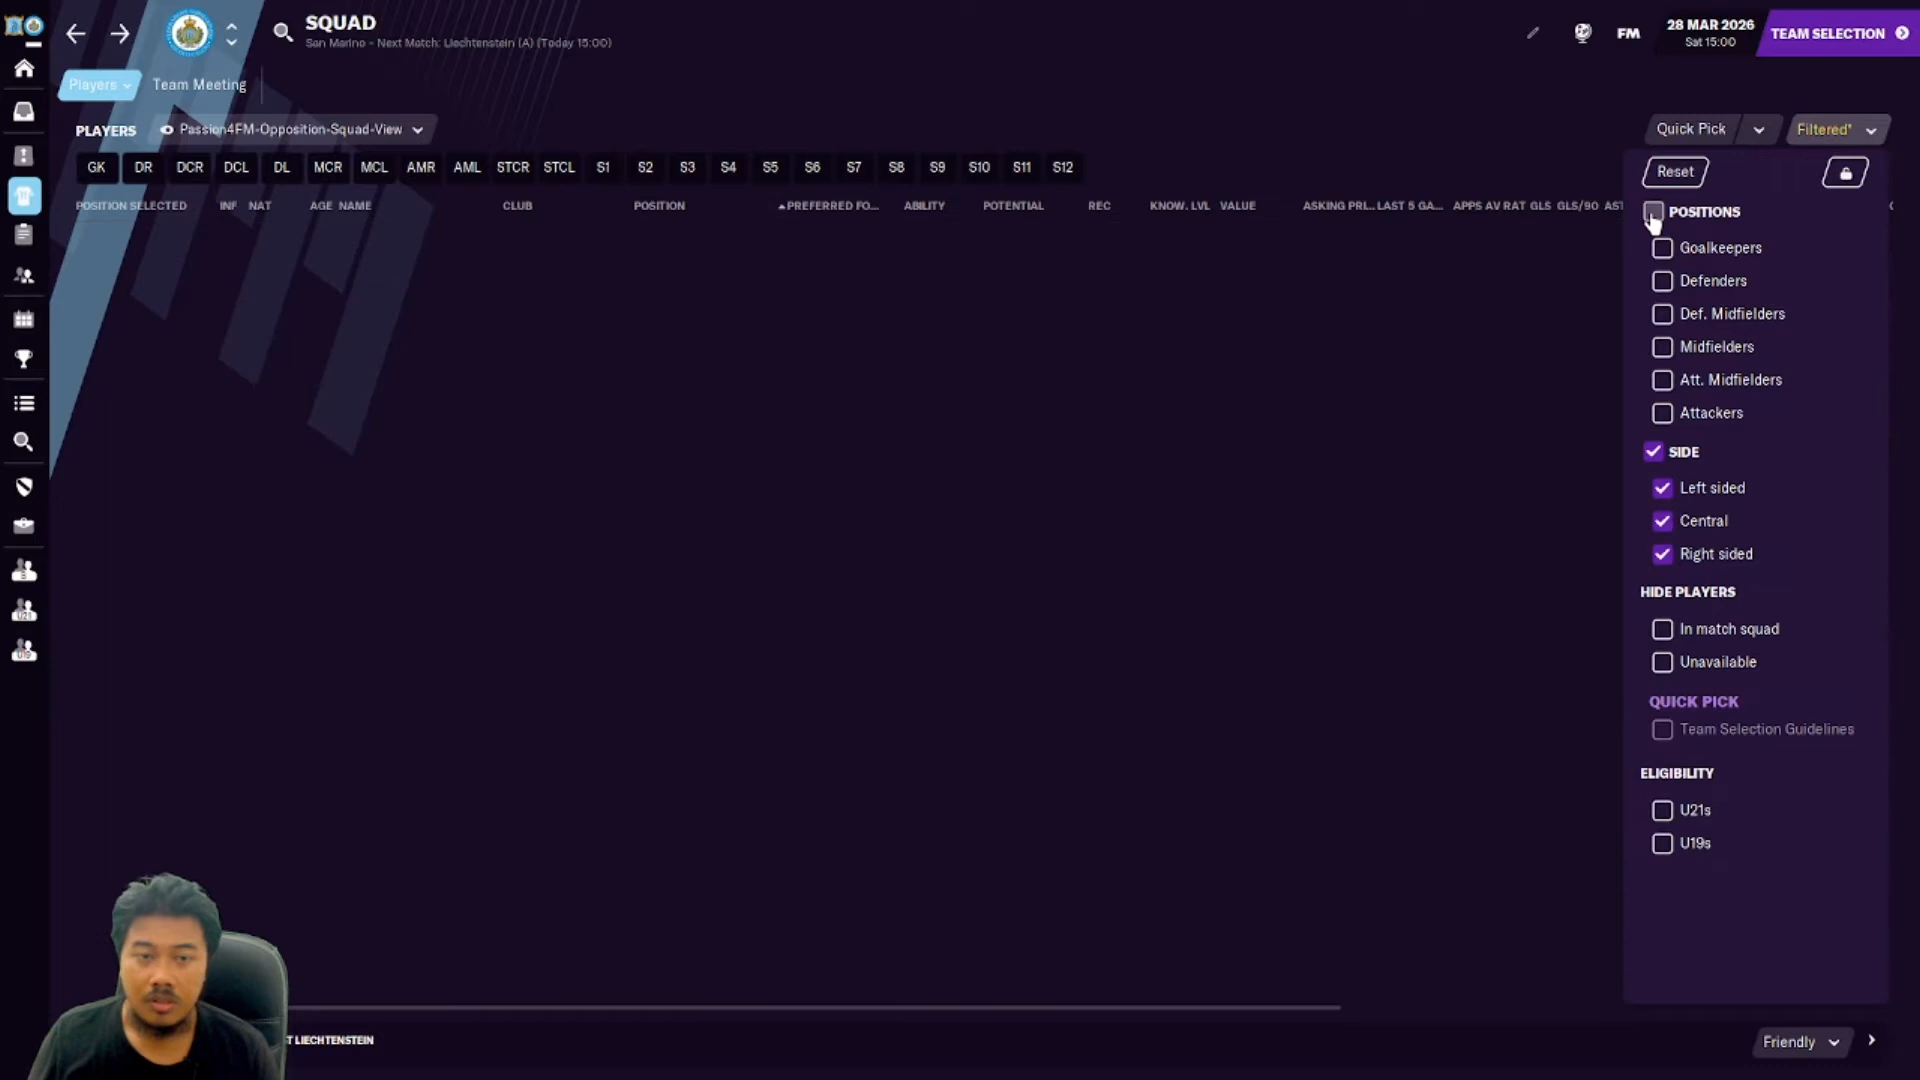 SQUAD
San Marino - Next Match: Liechtenstein (A) (Today 15:00)
FM
28 MAR 2026
Sat 15:00
TEAM SELECTION
Players
Team Meeting
PLAYERS
Passion4FM-Opposition-Squad-View
Quick Pick
Filtered*
GK DR DCR DCL DL MCR MCL AMR AML STCR STCL S1 S2 S3 S4 S5 S6 S7 S8 S9 S10 S11 S12
POSITION SELECTED INF NAT AGE NAME CLUB POSITION PREFERRED FO... ABILITY POTENTIAL REC KNOW. LVL VALUE ASKING PRI... LAST 5 GA... APPS AV RAT GLS GLS/90 AST
Reset
POSITIONS
Goalkeepers
Defenders
Def. Midfielders
Midfielders
Att. Midfielders
Attackers
SIDE
Left sided
Central
Right sided
HIDE PLAYERS
In match squad
Unavailable
QUICK PICK
Team Selection Guidelines
ELIGIBILITY
U21s
U19s
U21
U19
T LIECHTENSTEIN
Friendly